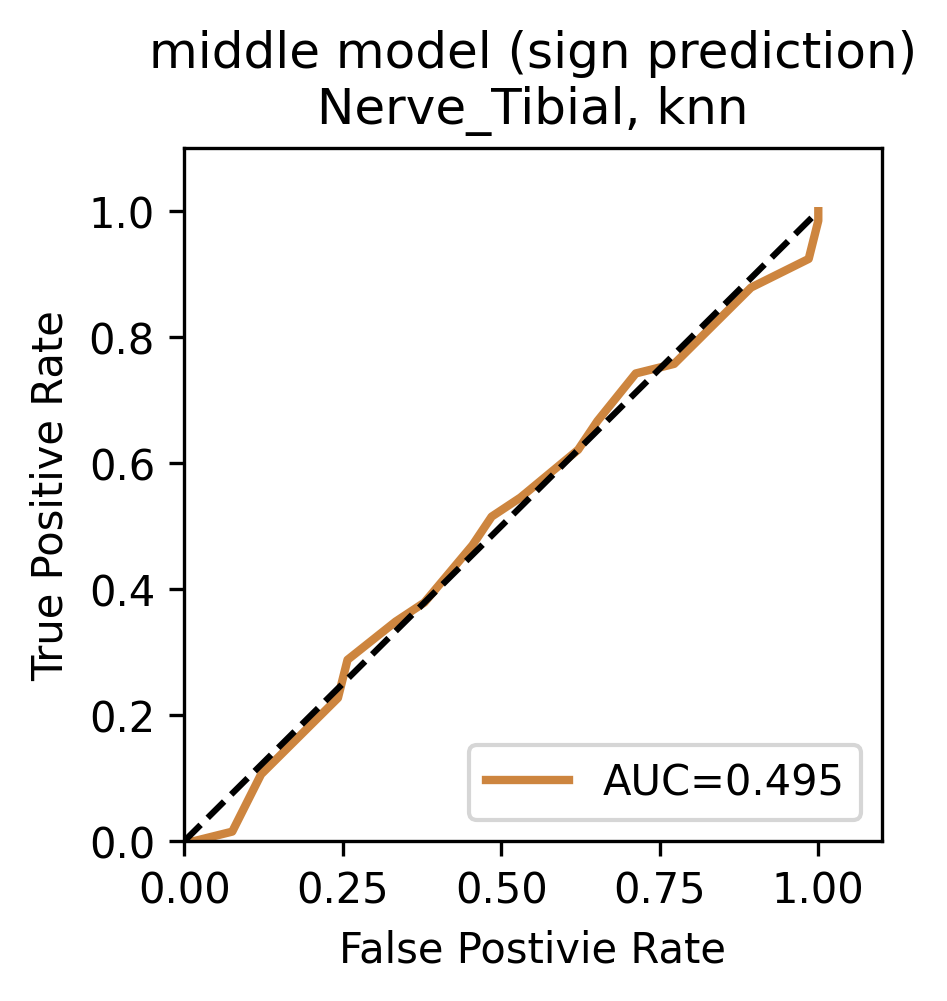 middle model (sign prediction)
Nerve_Tibial, knn
True Positive Rate
1.0
0.8
0.6
0.4
0.2
0.0
AUC=0.495
0.00 0.25 0.50 0.75 1.00
False Postivie Rate